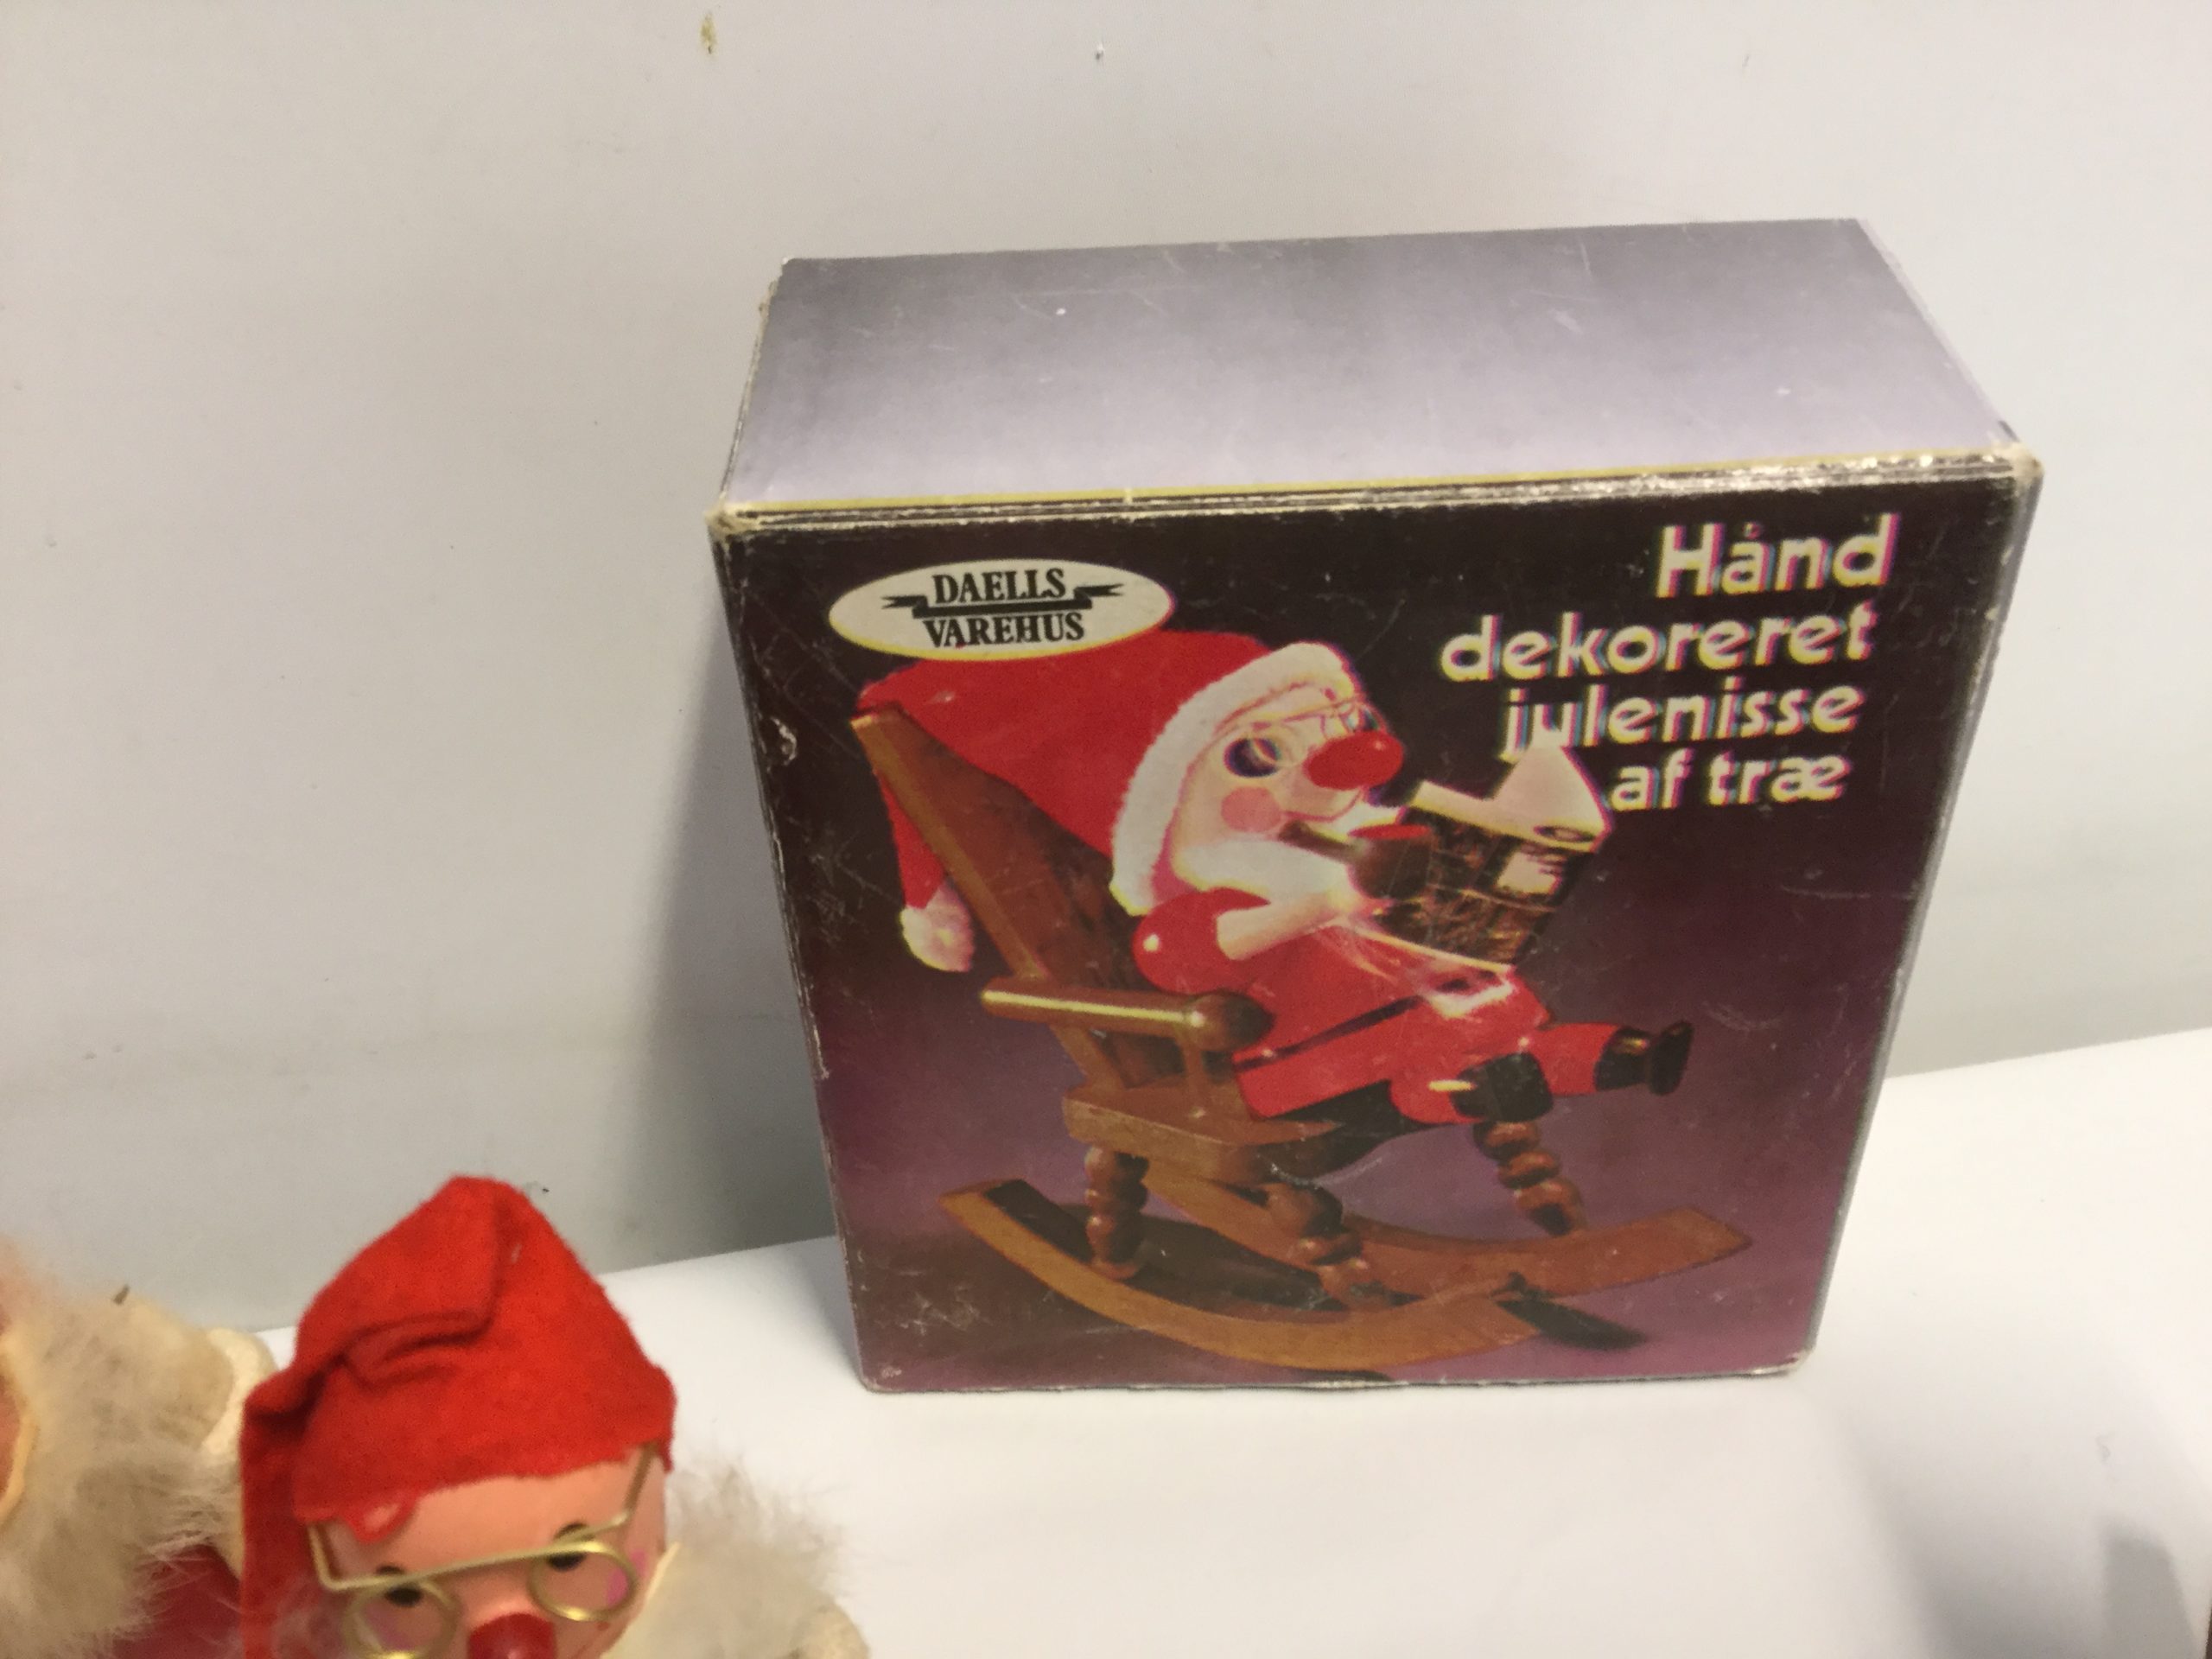 DAELLS
VAREHUS
Hånd
dekoreret
julenisse
af træ